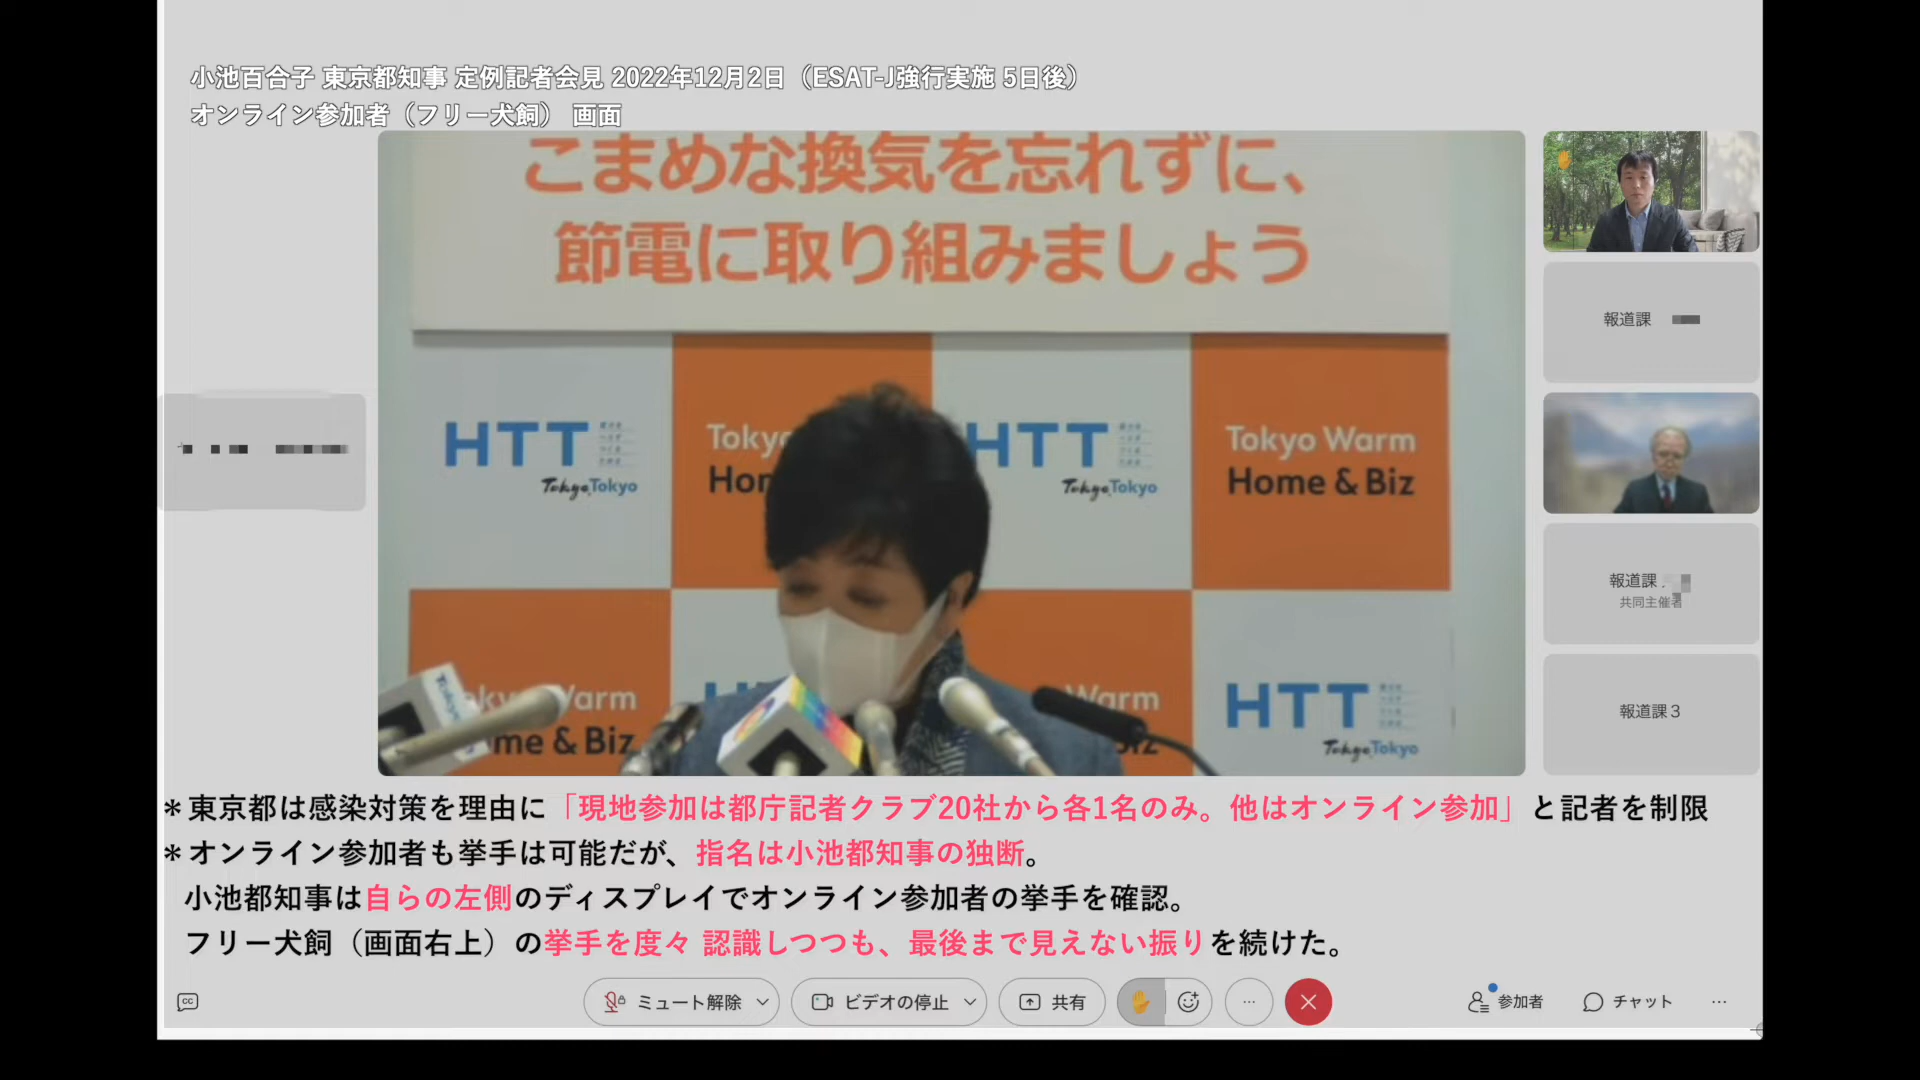 小池百合子 東京都知事 定例記者会見 2022年12月2日（ESAT-J強行実施 5日後）
オンライン参加者（フリー犬飼） 画面
こまめな換気を忘れずに、
節電に取り組みましょう
HTT
Tokyo Tokyo
Tokyo
Hom
HTT
Tokyo Tokyo
Tokyo Warm
Home & Biz
Warm
me & Biz
Warm
Biz
HTT
Tokyo Tokyo
報道課
報道課
共同主催者
報道課3
＊東京都は感染対策を理由に「現地参加は都庁記者クラブ20社から各1名のみ。他はオンライン参加」と記者を制限
＊オンライン参加者も挙手は可能だが、指名は小池都知事の独断。
小池都知事は自らの左側のディスプレイでオンライン参加者の挙手を確認。
フリー犬飼（画面右上）の挙手を度々 認識しつつも、最後まで見えない振りを続けた。
CC
ミュート解除
ビデオの停止
共有
参加者
チャット